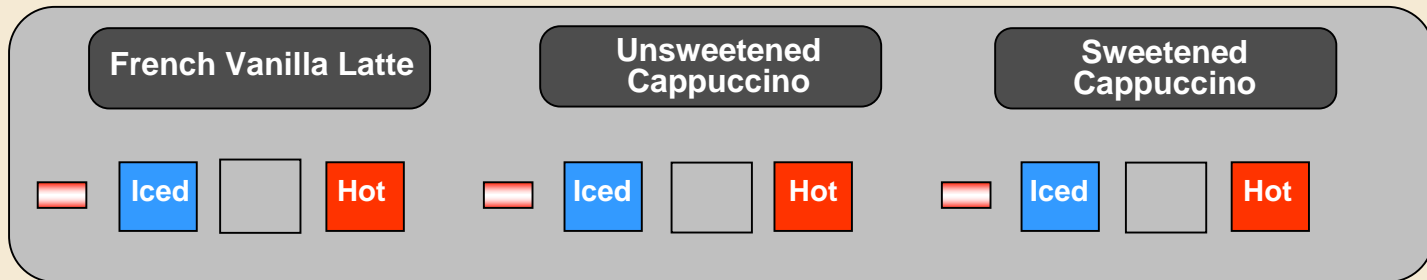 French Vanilla Latte
Unsweetened
Cappuccino
Sweetened
Cappuccino
Iced
Hot
Iced
Hot
Iced
Hot